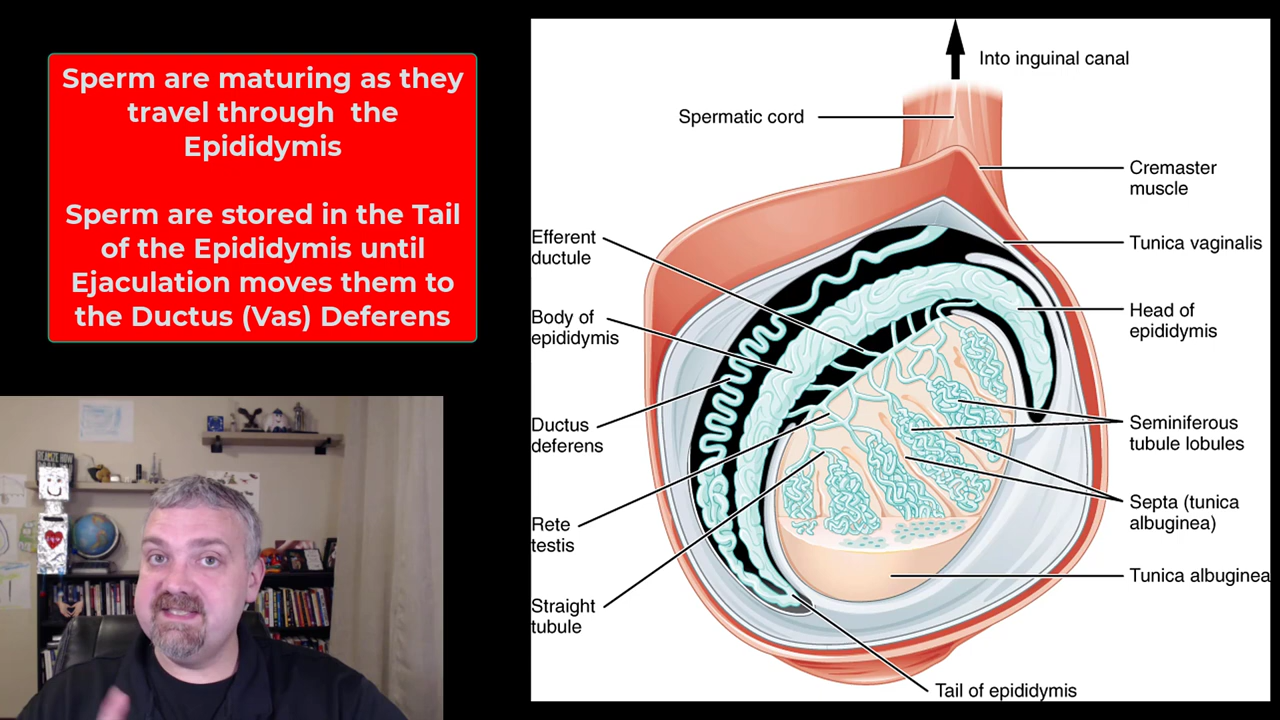 Sperm are maturing as they
travel through the
Epididymis
Sperm are stored in the Tail
of the Epididymis until
Ejaculation moves them to
the Ductus (Vas) Deferens
Into inguinal canal
Spermatic cord
Cremaster
muscle
Tunica vaginalis
Efferent
ductule
Head of
epididymis
Body of
epididymis
Ductus
deferens
Seminiferous
tubule lobules
Septa (tunica
albuginea)
Rete
testis
Tunica albuginea
Straight
tubule
Tail of epididymis